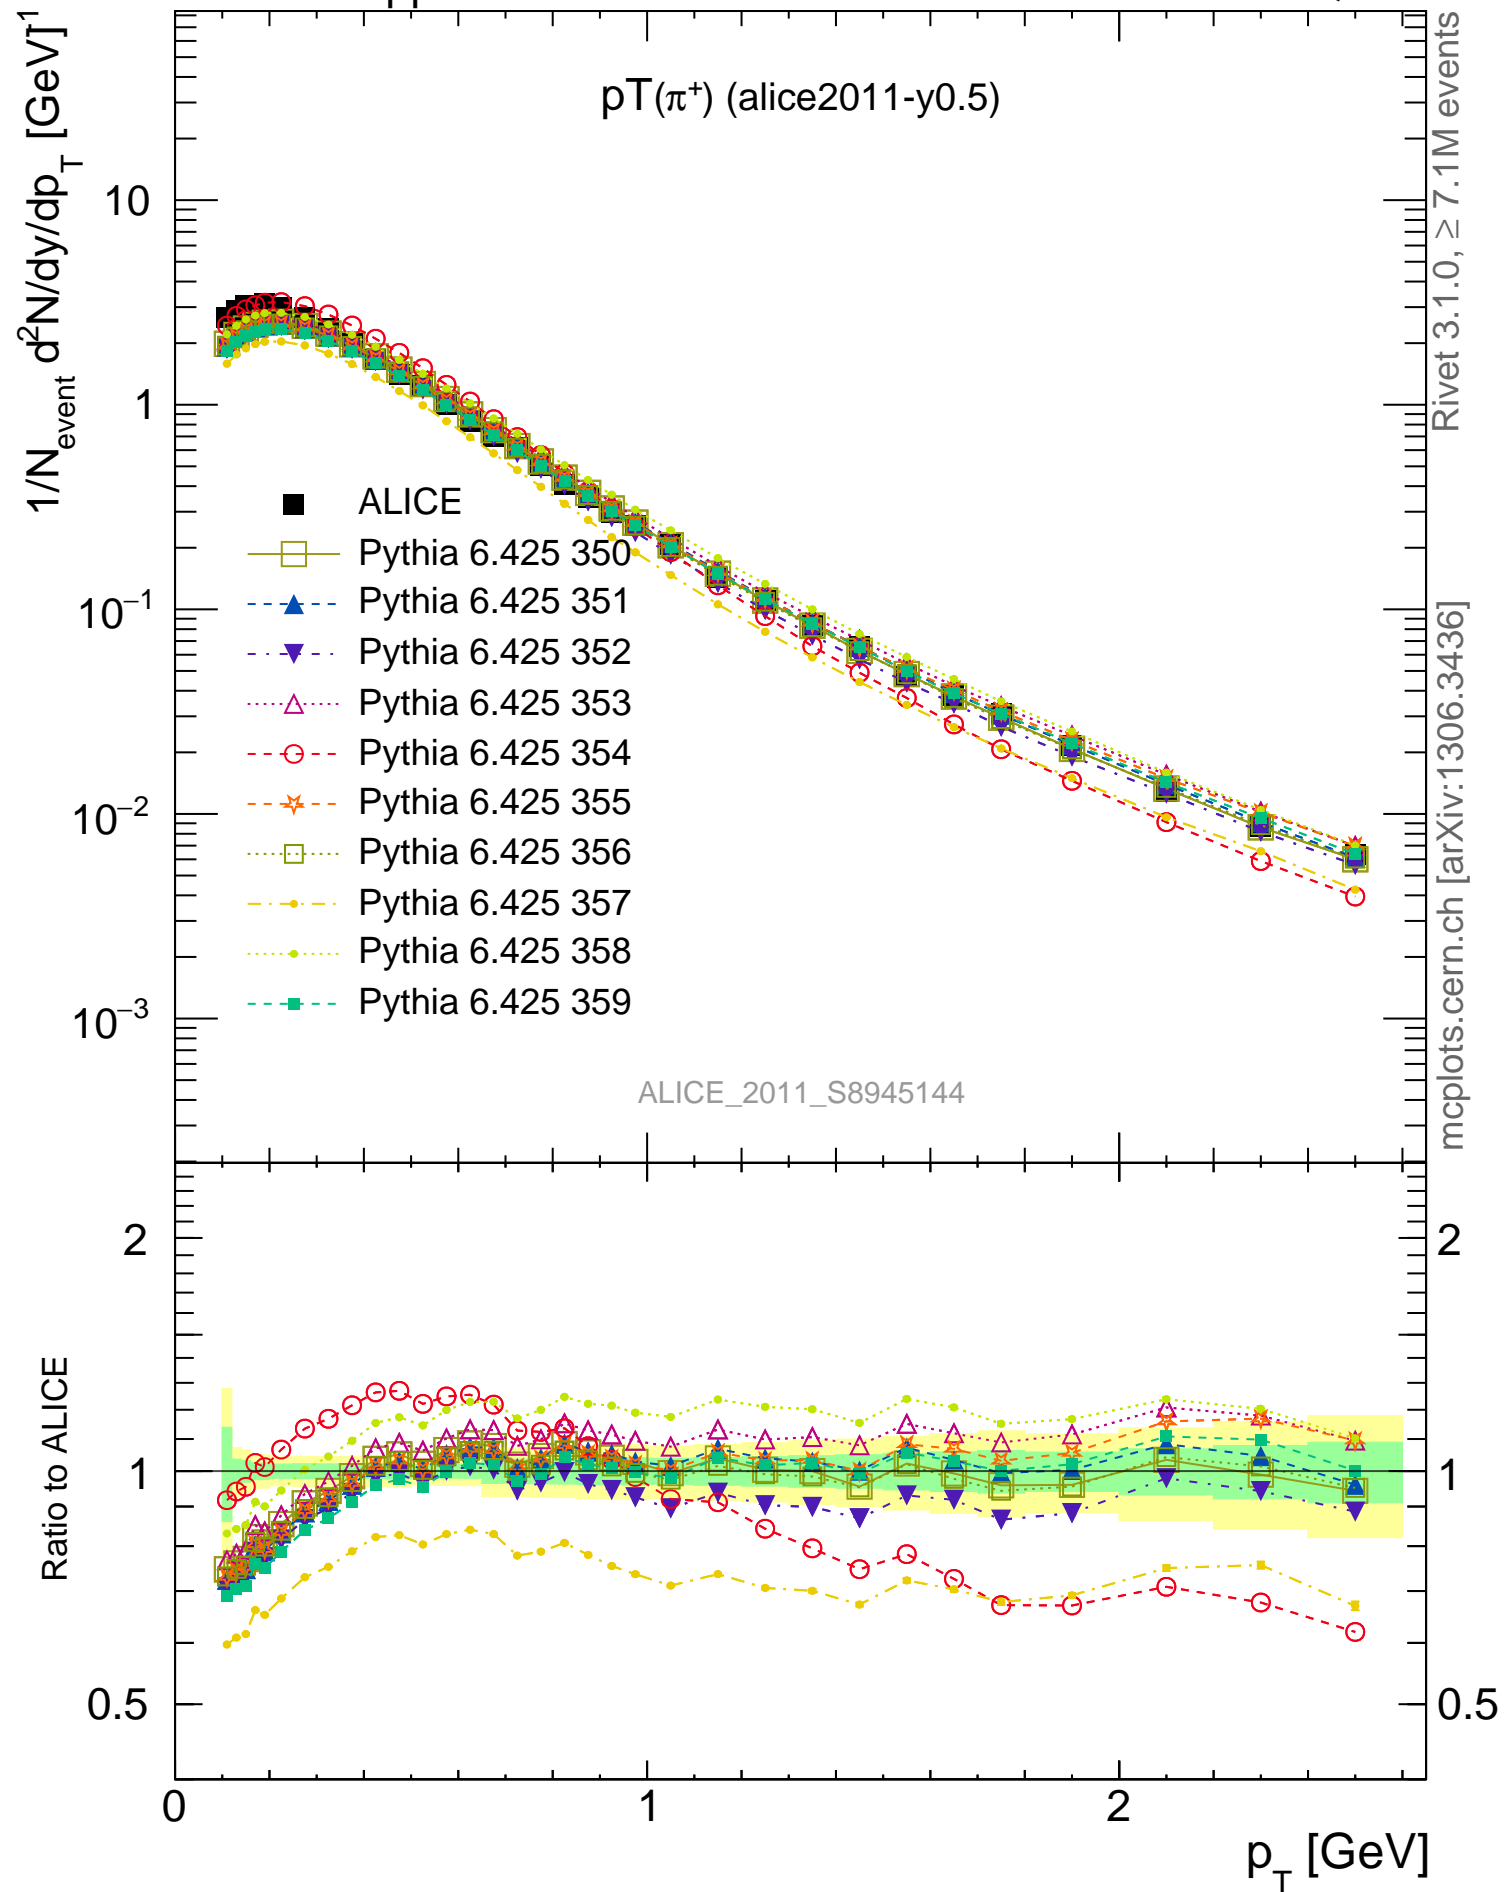 pT(π⁺) (alice2011-y0.5)
1/N_event d²N/dy/dp_T [GeV]⁻¹
10
1
10⁻¹
10⁻²
10⁻³
ALICE
Pythia 6.425 350
Pythia 6.425 351
Pythia 6.425 352
Pythia 6.425 353
Pythia 6.425 354
Pythia 6.425 355
Pythia 6.425 356
Pythia 6.425 357
Pythia 6.425 358
Pythia 6.425 359
ALICE_2011_S8945144
Rivet 3.1.0, ≥ 7.1M events
mcplots.cern.ch [arXiv:1306.3436]
Ratio to ALICE
2
1
0.5
2
1
0.5
0
1
2
p_T [GeV]